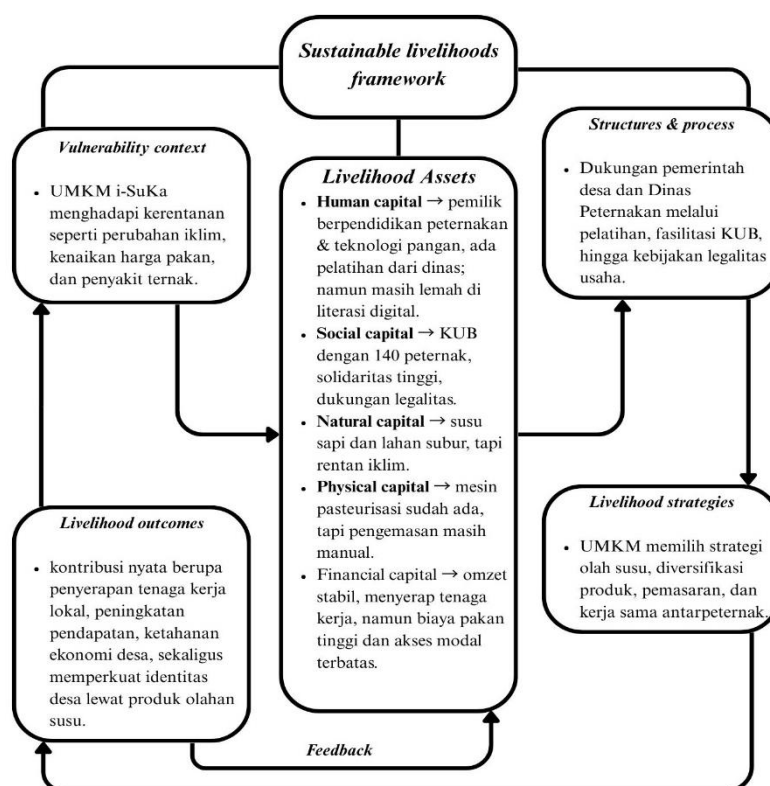 Sustainable livelihoods
framework
Vulnerability context
• UMKM i-SuKa
menghadapi kerentanan
seperti perubahan iklim,
kenaikan harga pakan,
dan penyakit ternak.
Livelihood Assets
• Human capital → pemilik
berpendidikan peternakan
& teknologi pangan, ada
pelatihan dari dinas;
namun masih lemah di
literasi digital.
• Social capital → KUB
dengan 140 peternak,
solidaritas tinggi,
dukungan legalitas.
• Natural capital → susu
sapi dan lahan subur, tapi
rentan iklim.
• Physical capital → mesin
pasteurisasi sudah ada,
tapi pengemasan masih
manual.
• Financial capital → omzet
stabil, menyerap tenaga
kerja, namun biaya pakan
tinggi dan akses modal
terbatas.
Structures & process
• Dukungan pemerintah
desa dan Dinas
Peternakan melalui
pelatihan, fasilitasi KUB,
hingga kebijakan legalitas
usaha.
Livelihood strategies
• UMKM memilih strategi
olah susu, diversifikasi
produk, pemasaran, dan
kerja sama antarpeternak.
Livelihood outcomes
• kontribusi nyata berupa
penyerapan tenaga kerja
lokal, peningkatan
pendapatan, ketahanan
ekonomi desa, sekaligus
memperkuat identitas
desa lewat produk olahan
susu.
Feedback